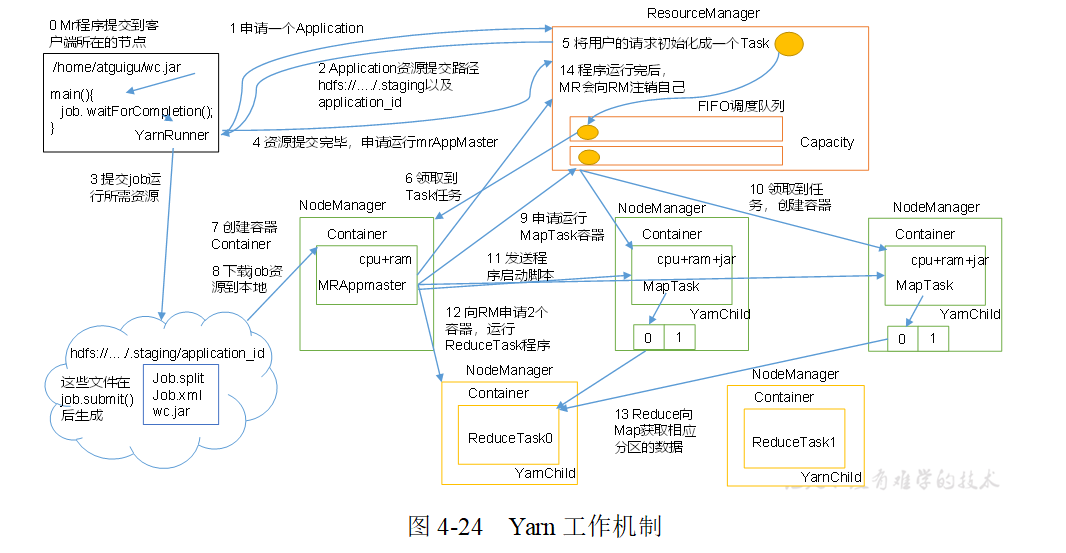 0 Mr程序提交到客
户端所在的节点
/home/atguigu/wc.jar
main(){
job. waitForCompletion();
}
YarnRunner
1 申请一个Application
2 Application资源提交路径
hdfs://…./.staging以及
application_id
4 资源提交完毕，申请运行mrAppMaster
ResourceManager
5 将用户的请求初始化成一个Task
14 程序运行完后，
MR会向RM注销自己
FIFO调度队列
Capacity
3 提交job运
行所需资源
6 领取到
Task任务
7 创建容器
Container
8 下载job资
源到本地
NodeManager
Container
cpu+ram
MRAppmaster
9 申请运行
MapTask容器
10 领取到任
务，创建容器
11 发送程
序启动脚本
NodeManager
Container
cpu+ram+jar
MapTask
YarnChild
0 1
NodeManager
Container
cpu+ram+jar
MapTask
YarnChild
0 1
12 向RM申请2个
容器，运行
ReduceTask程序
hdfs://…./.staging/application_id
这些文件在
job.submit()
后生成
Job.split
Job.xml
wc.jar
NodeManager
Container
ReduceTask0
YarnChild
13 Reduce向
Map获取相应
分区的数据
NodeManager
Container
ReduceTask1
YarnChild
有难学的技术
图 4-24 Yarn 工作机制